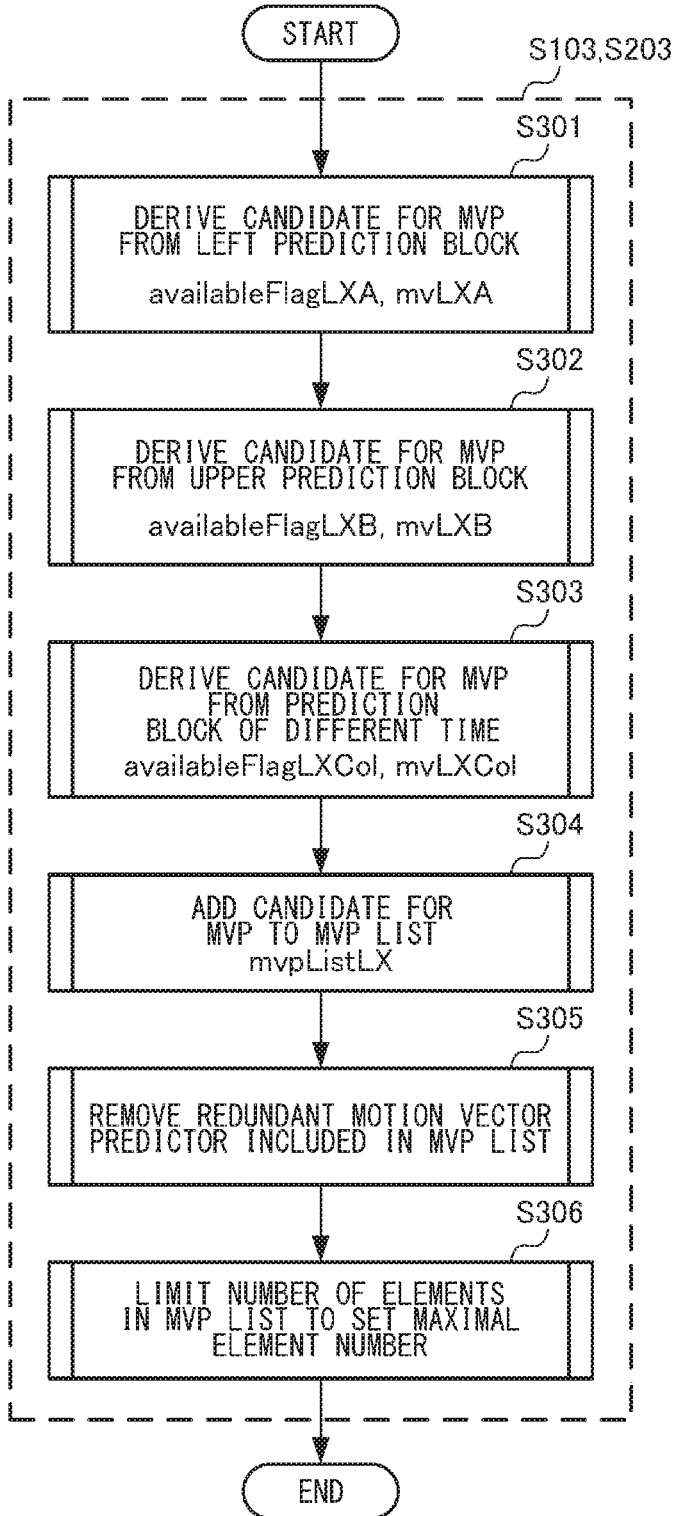 START
S103,S203
S301
DERIVE CANDIDATE FOR MVP
FROM LEFT PREDICTION BLOCK
availableFlagLXA, mvLXA
S302
DERIVE CANDIDATE FOR MVP
FROM UPPER PREDICTION BLOCK
availableFlagLXB, mvLXB
S303
DERIVE CANDIDATE FOR MVP
FROM PREDICTION
BLOCK OF DIFFERENT TIME
availableFlagLXCol, mvLXCol
S304
ADD CANDIDATE FOR
MVP TO MVP LIST
mvpListLX
S305
REMOVE REDUNDANT MOTION VECTOR
PREDICTOR INCLUDED IN MVP LIST
S306
LIMIT NUMBER OF ELEMENTS
IN MVP LIST TO SET MAXIMAL
ELEMENT NUMBER
END